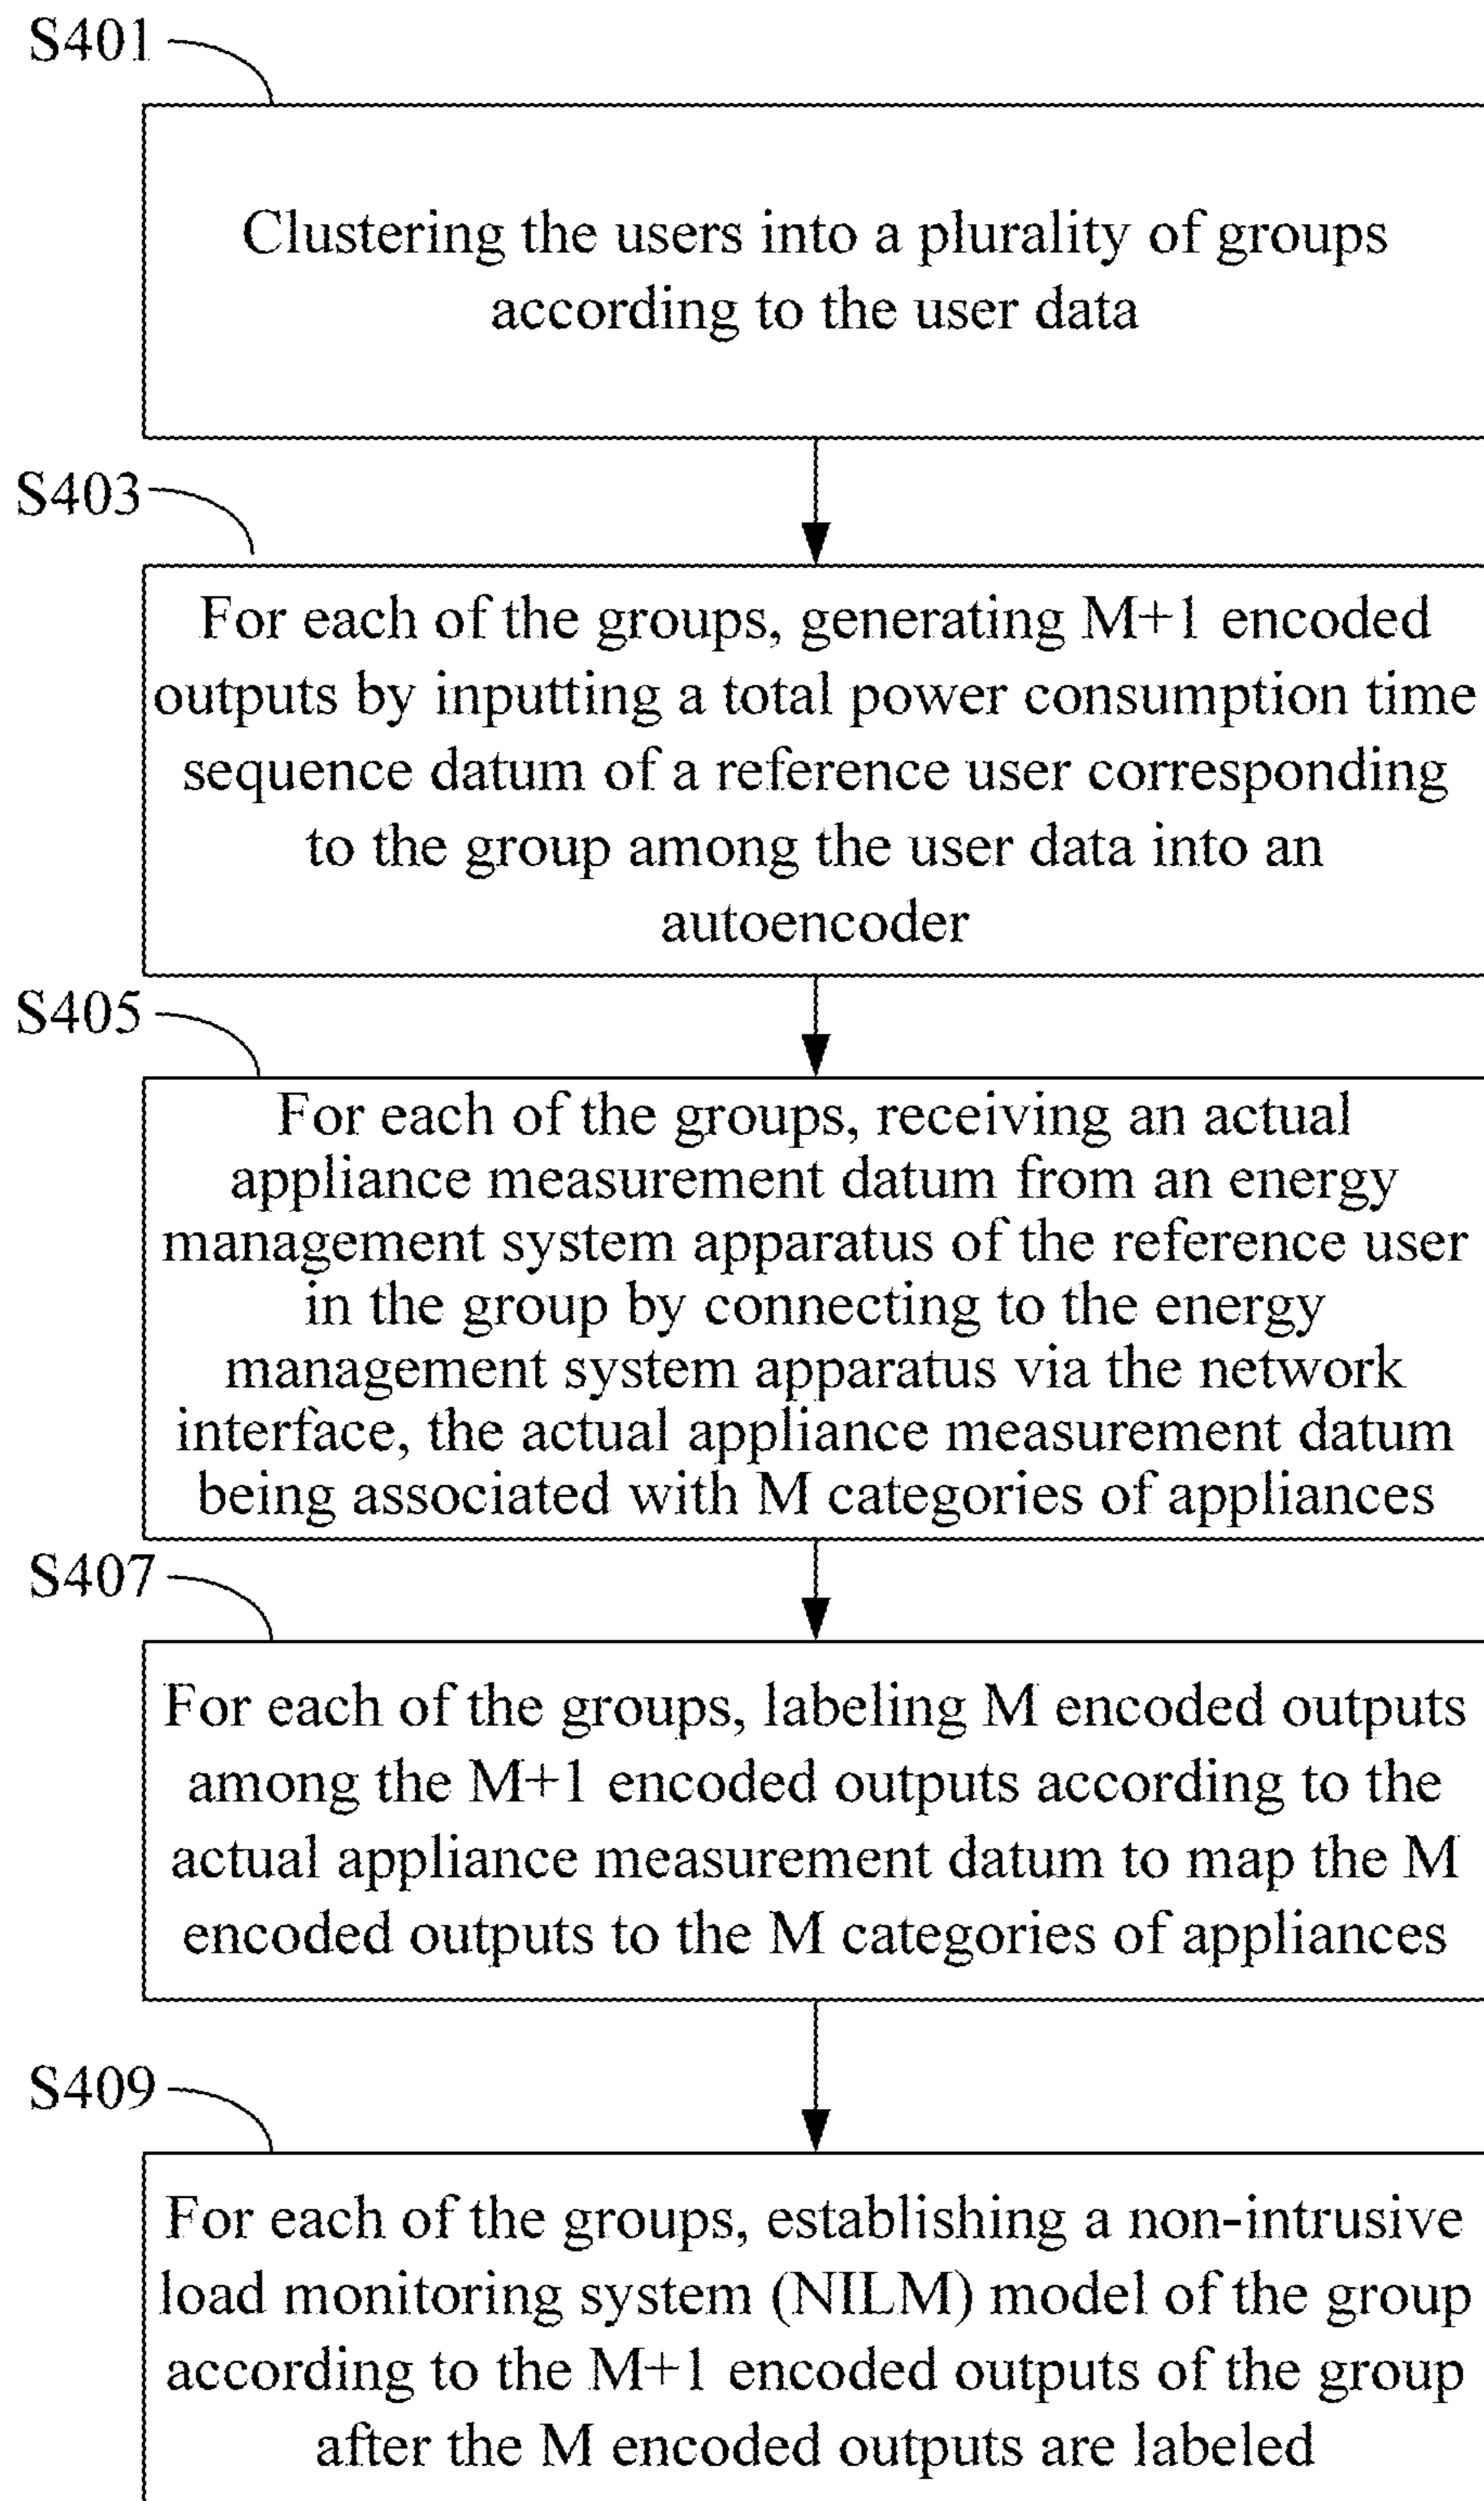 S401
Clustering the users into a plurality of groups
according to the user data
S403
For each of the groups, generating M+1 encoded
outputs by inputting a total power consumption time
sequence datum of a reference user corresponding
to the group among the user data into an
autoencoder
S405
For each of the groups, receiving an actual
appliance measurement datum from an energy
management system apparatus of the reference user
in the group by connecting to the energy
management system apparatus via the network
interface, the actual appliance measurement datum
being associated with M categories of appliances
S407
For each of the groups, labeling M encoded outputs
among the M+1 encoded outputs according to the
actual appliance measurement datum to map the M
encoded outputs to the M categories of appliances
S409
For each of the groups, establishing a non-intrusive
load monitoring system (NILM) model of the group
according to the M+1 encoded outputs of the group
after the M encoded outputs are labeled